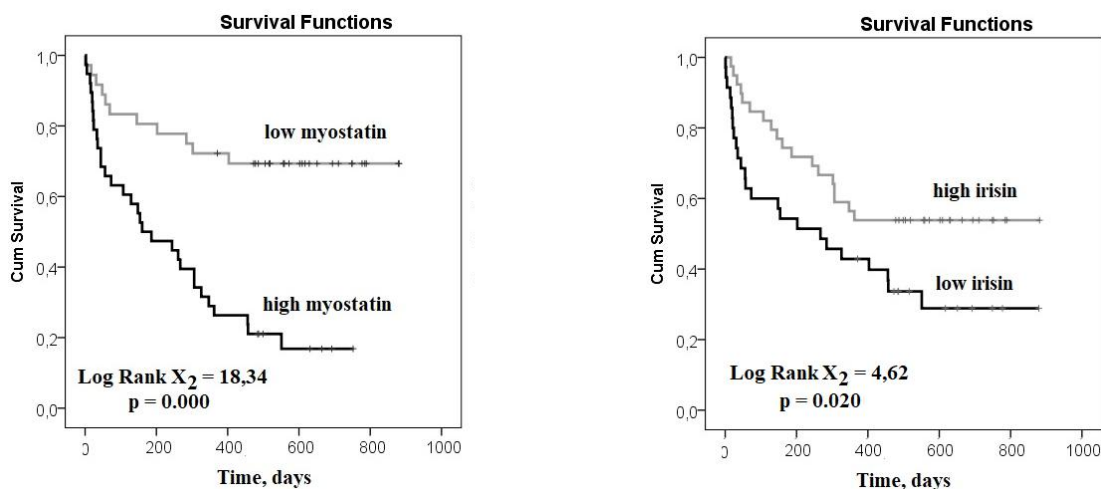 Survival Functions
1,0
0,8
0,6
0,4
0,2
0,0
Cum Survival
low myostatin
high myostatin
Log Rank X2 = 18,34
p = 0.000
0 200 400 600 800 1000
Time, days
Survival Functions
1,0
0,8
0,6
0,4
0,2
0,0
Cum Survival
high irisin
low irisin
Log Rank X2 = 4,62
p = 0.020
0 200 400 600 800 1000
Time, days